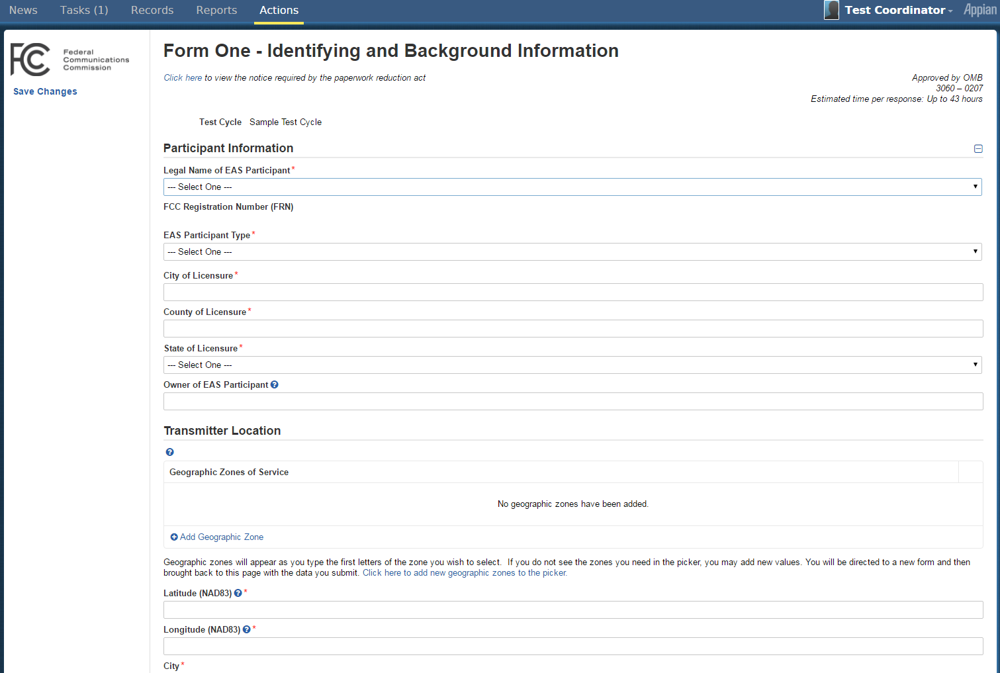 News Tasks (1) Records Reports Actions Test Coordinator Appian
FCC Federal
Communications
Commission
Save Changes
Form One - Identifying and Background Information
Click here to view the notice required by the paperwork reduction act
Approved by OMB
3060 – 0207
Estimated time per response: Up to 43 hours
Test Cycle Sample Test Cycle
Participant Information
Legal Name of EAS Participant *
--- Select One ---
FCC Registration Number (FRN)
EAS Participant Type *
--- Select One ---
City of Licensure *
County of Licensure *
State of Licensure *
--- Select One ---
Owner of EAS Participant ?
Transmitter Location
?
Geographic Zones of Service
No geographic zones have been added.
Add Geographic Zone
Geographic zones will appear as you type the first letters of the zone you wish to select. If you do not see the zones you need in the picker, you may add new values. You will be directed to a new form and then
brought back to this page with the data you submit. Click here to add new geographic zones to the picker.
Latitude (NAD83) ? *
Longitude (NAD83) ? *
City *